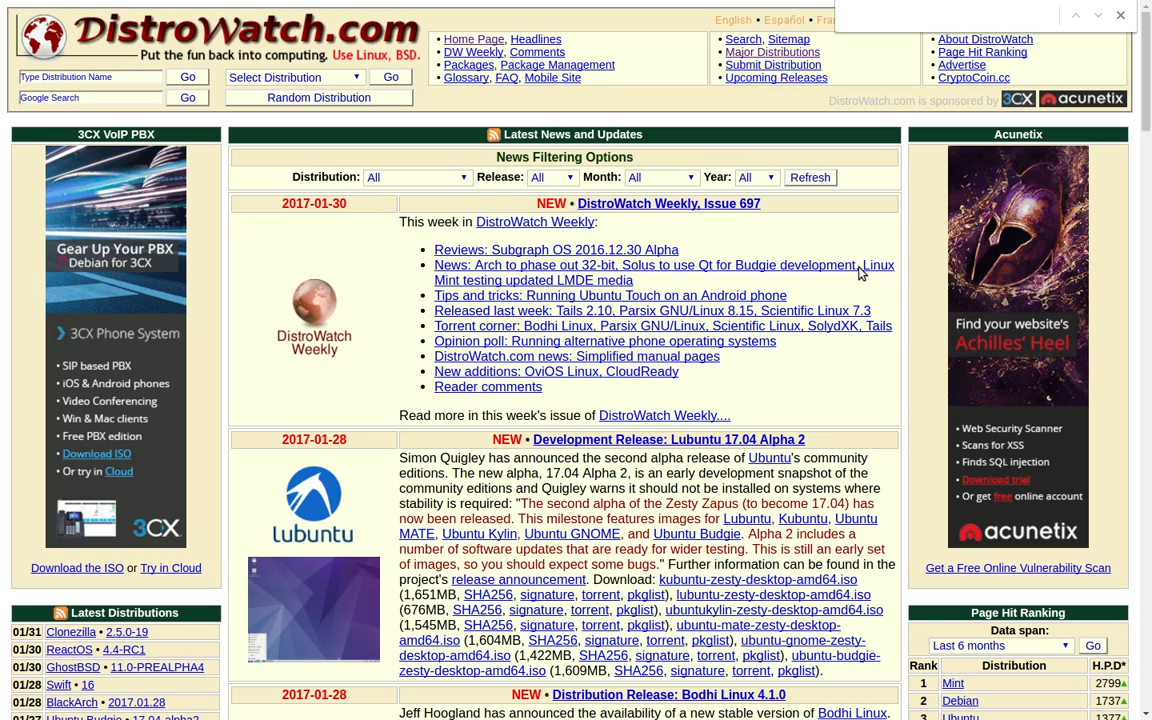 DistroWatch.com
Put the fun back into computing. Use Linux, BSD.
Type Distribution Name
Go
Select Distribution
Go
Google Search
Go
Random Distribution
English • Español •
• Home Page, Headlines
• DW Weekly, Comments
• Packages, Package Management
• Glossary, FAQ, Mobile Site
• Search, Sitemap
• Major Distributions
• Submit Distribution
• Upcoming Releases
• About DistroWatch
• Page Hit Ranking
• Advertise
• CryptoCoin.cc
DistroWatch.com is sponsored by 3CX acunetix
3CX VoIP PBX
Gear Up Your PBX
Debian for 3CX
3CX Phone System
• SIP based PBX
• iOS & Android phones
• Video Conferencing
• Win & Mac clients
• Free PBX edition
• Download ISO
• Or try in Cloud
3CX
Download the ISO or Try in Cloud
Latest Distributions
01/31 Clonezilla • 2.5.0-19
01/30 ReactOS • 4.4-RC1
01/30 GhostBSD • 11.0-PREALPHA4
01/28 Swift • 16
01/28 BlackArch • 2017.01.28
01/27 Ubuntu Budgie • 17.04-alpha2
Latest News and Updates
News Filtering Options
Distribution: All Release: All Month: All Year: All Refresh
2017-01-30
NEW • DistroWatch Weekly, Issue 697
DistroWatch
Weekly
This week in DistroWatch Weekly:
• Reviews: Subgraph OS 2016.12.30 Alpha
• News: Arch to phase out 32-bit, Solus to use Qt for Budgie development, Linux
Mint testing updated LMDE media
• Tips and tricks: Running Ubuntu Touch on an Android phone
• Released last week: Tails 2.10, Parsix GNU/Linux 8.15, Scientific Linux 7.3
• Torrent corner: Bodhi Linux, Parsix GNU/Linux, Scientific Linux, SolydXK, Tails
• Opinion poll: Running alternative phone operating systems
• DistroWatch.com news: Simplified manual pages
• New additions: OviOS Linux, CloudReady
• Reader comments
Read more in this week's issue of DistroWatch Weekly....
2017-01-28
NEW • Development Release: Lubuntu 17.04 Alpha 2
Lubuntu
Simon Quigley has announced the second alpha release of Ubuntu's community
editions. The new alpha, 17.04 Alpha 2, is an early development snapshot of the
community editions and Quigley warns it should not be installed on systems where
stability is required: "The second alpha of the Zesty Zapus (to become 17.04) has
now been released. This milestone features images for Lubuntu, Kubuntu, Ubuntu
MATE, Ubuntu Kylin, Ubuntu GNOME, and Ubuntu Budgie. Alpha 2 includes a
number of software updates that are ready for wider testing. This is still an early set
of images, so you should expect some bugs." Further information can be found in the
project's release announcement. Download: kubuntu-zesty-desktop-amd64.iso
(1,651MB, SHA256, signature, torrent, pkglist), lubuntu-zesty-desktop-amd64.iso
(676MB, SHA256, signature, torrent, pkglist), ubuntukylin-zesty-desktop-amd64.iso
(1,545MB, SHA256, signature, torrent, pkglist), ubuntu-mate-zesty-desktop-
amd64.iso (1,604MB, SHA256, signature, torrent, pkglist), ubuntu-gnome-zesty-
desktop-amd64.iso (1,422MB, SHA256, signature, torrent, pkglist), ubuntu-budgie-
zesty-desktop-amd64.iso (1,609MB, SHA256, signature, torrent, pkglist).
2017-01-28
NEW • Distribution Release: Bodhi Linux 4.1.0
Jeff Hoogland has announced the availability of a new stable version of Bodhi Linux.
Acunetix
Find your website's
Achilles' Heel
• Web Security Scanner
• Scans for XSS
• Finds SQL injection
• Download trial
• Or get free online account
acunetix
Get a Free Online Vulnerability Scan
Page Hit Ranking
Data span:
Last 6 months Go
Rank Distribution H.P.D*
1 Mint 2799
2 Debian 1737
3 Ubuntu 1377